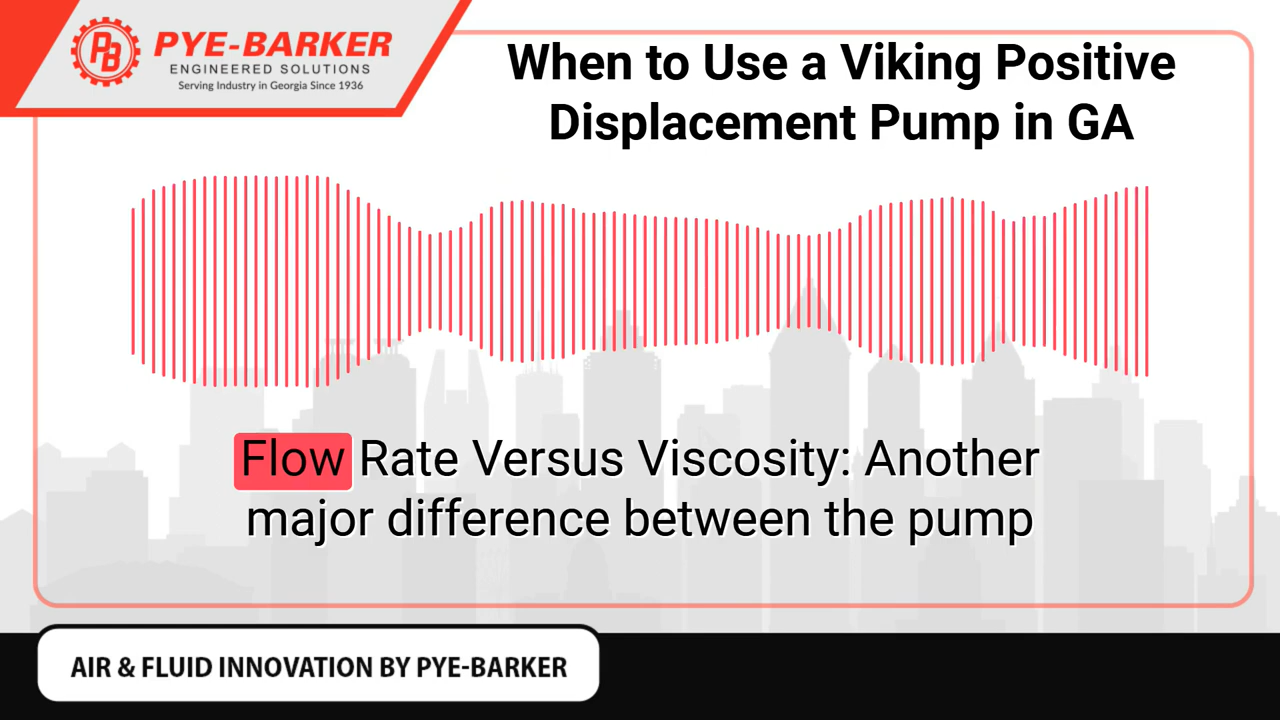 PB
PYE-BARKER
ENGINEERED SOLUTIONS
Serving Industry in Georgia Since 1936
When to Use a Viking Positive
Displacement Pump in GA
Flow Rate Versus Viscosity: Another
major difference between the pump
AIR & FLUID INNOVATION BY PYE-BARKER